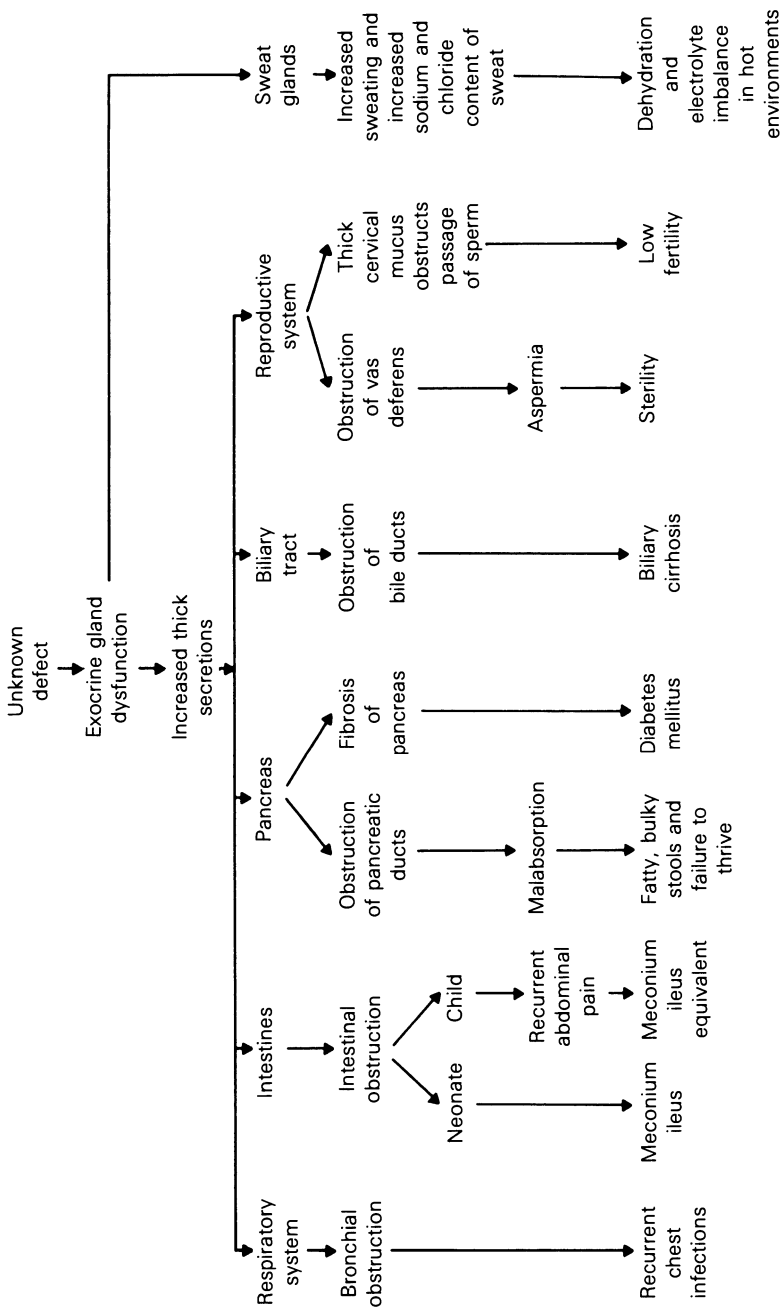 Unknown
defect
Exocrine gland
dysfunction
Increased thick
secretions
Respiratory
system
Bronchial
obstruction
Recurrent
chest
infections
Intestines
Intestinal
obstruction
Neonate
Meconium
ileus
Child
Recurrent
abdominal
pain
Meconium
ileus
equivalent
Pancreas
Obstruction
of pancreatic
ducts
Malabsorption
Fatty, bulky
stools and
failure to
thrive
Fibrosis
of
pancreas
Diabetes
mellitus
Biliary
tract
Obstruction
of
bile ducts
Biliary
cirrhosis
Reproductive
system
Obstruction
of vas
deferens
Aspermia
Sterility
Thick
cervical
mucus
obstructs
passage
of sperm
Low
fertility
Sweat
glands
Increased
sweating and
increased
sodium and
chloride
content of
sweat
Dehydration
and
electrolyte
imbalance
in hot
environments